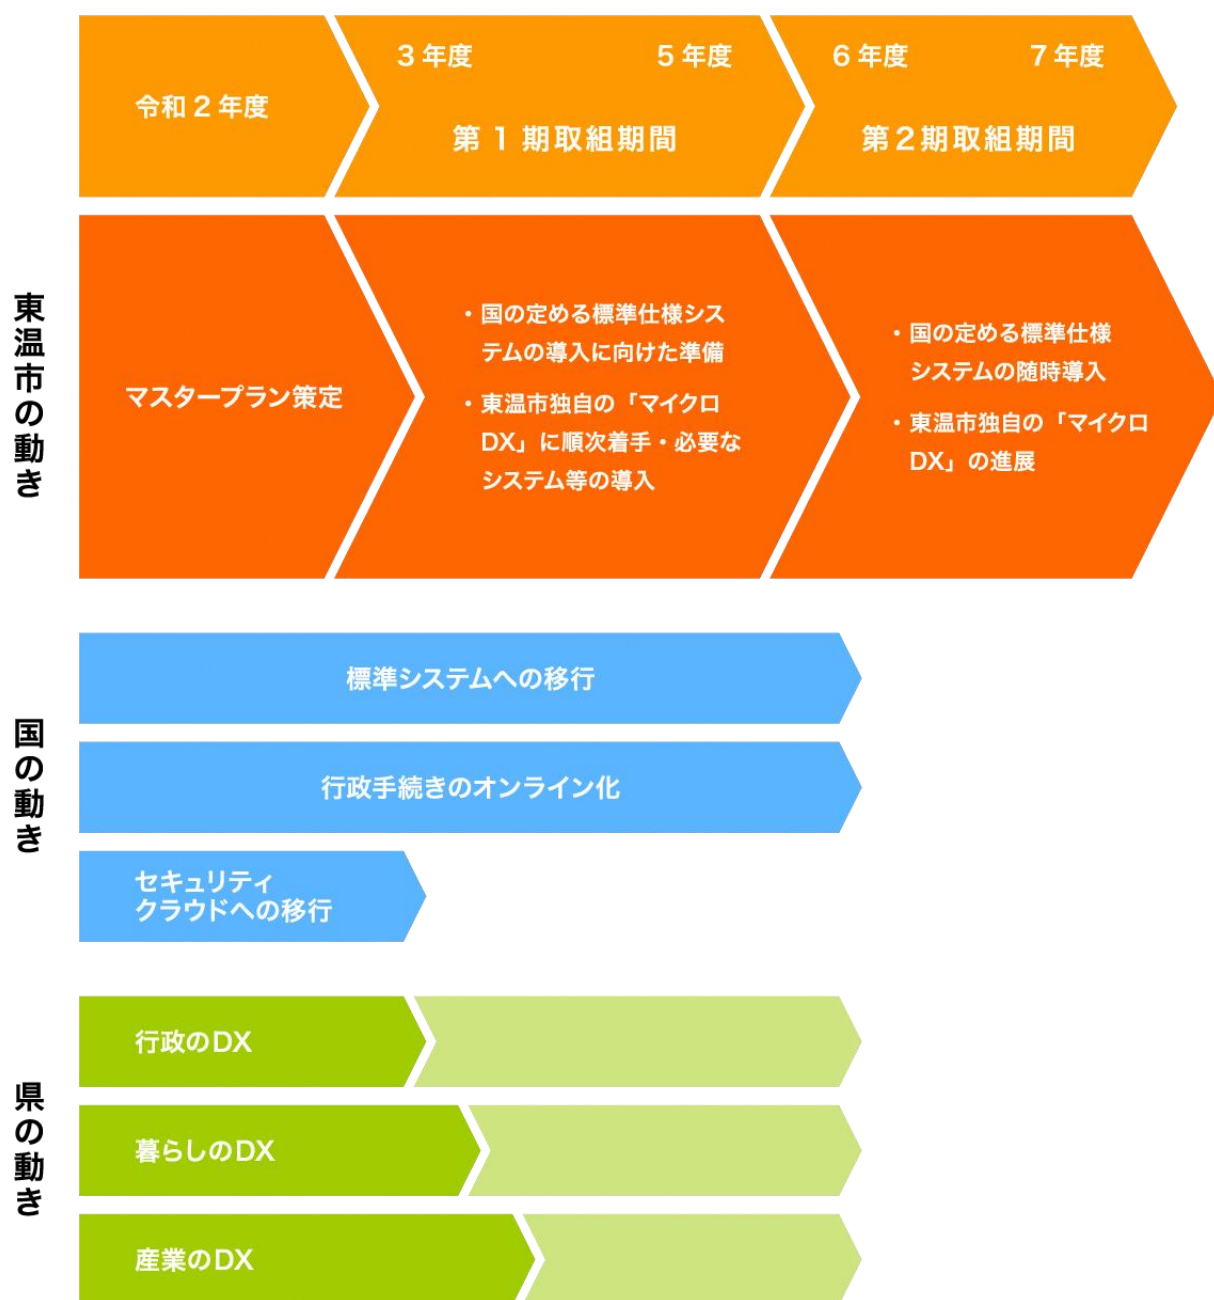 令和2年度
3年度
5年度
第1期取組期間
6年度
7年度
第2期取組期間
東温市の動き
マスタープラン策定
・国の定める標準仕様シス
テムの導入に向けた準備
・東温市独自の「マイクロ
DX」に順次着手・必要な
システム等の導入
・国の定める標準仕様
システムの随時導入
・東温市独自の「マイクロ
DX」の進展
国の動き
標準システムへの移行
行政手続きのオンライン化
セキュリティ
クラウドへの移行
県の動き
行政のDX
暮らしのDX
産業のDX